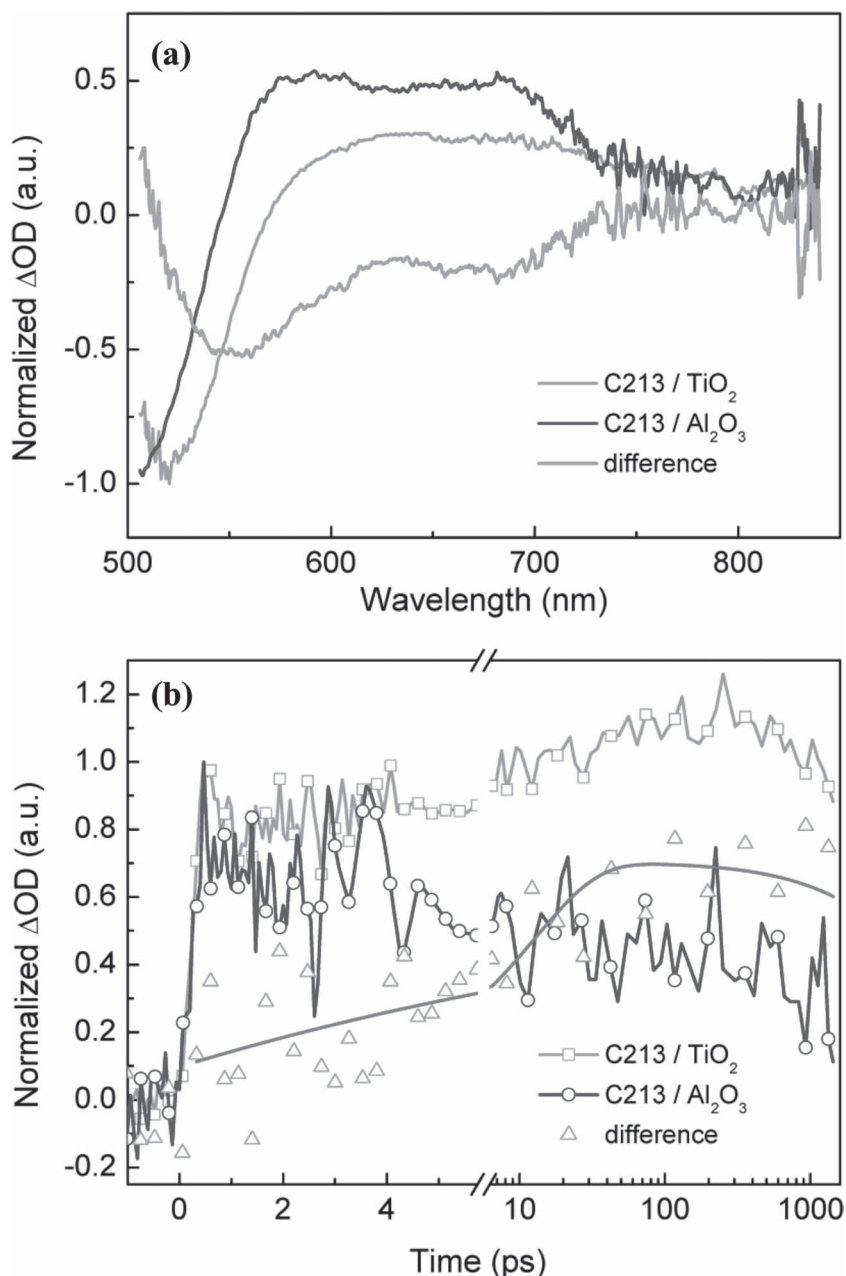 (a)
Normalized ΔOD (a.u.)
0.5
0.0
-0.5
-1.0
C213 / TiO₂
C213 / Al₂O₃
difference
500 600 700 800
Wavelength (nm)
(b)
Normalized ΔOD (a.u.)
1.2
1.0
0.8
0.6
0.4
0.2
0.0
-0.2
C213 / TiO₂
C213 / Al₂O₃
difference
0 2 4 10 100 1000
Time (ps)